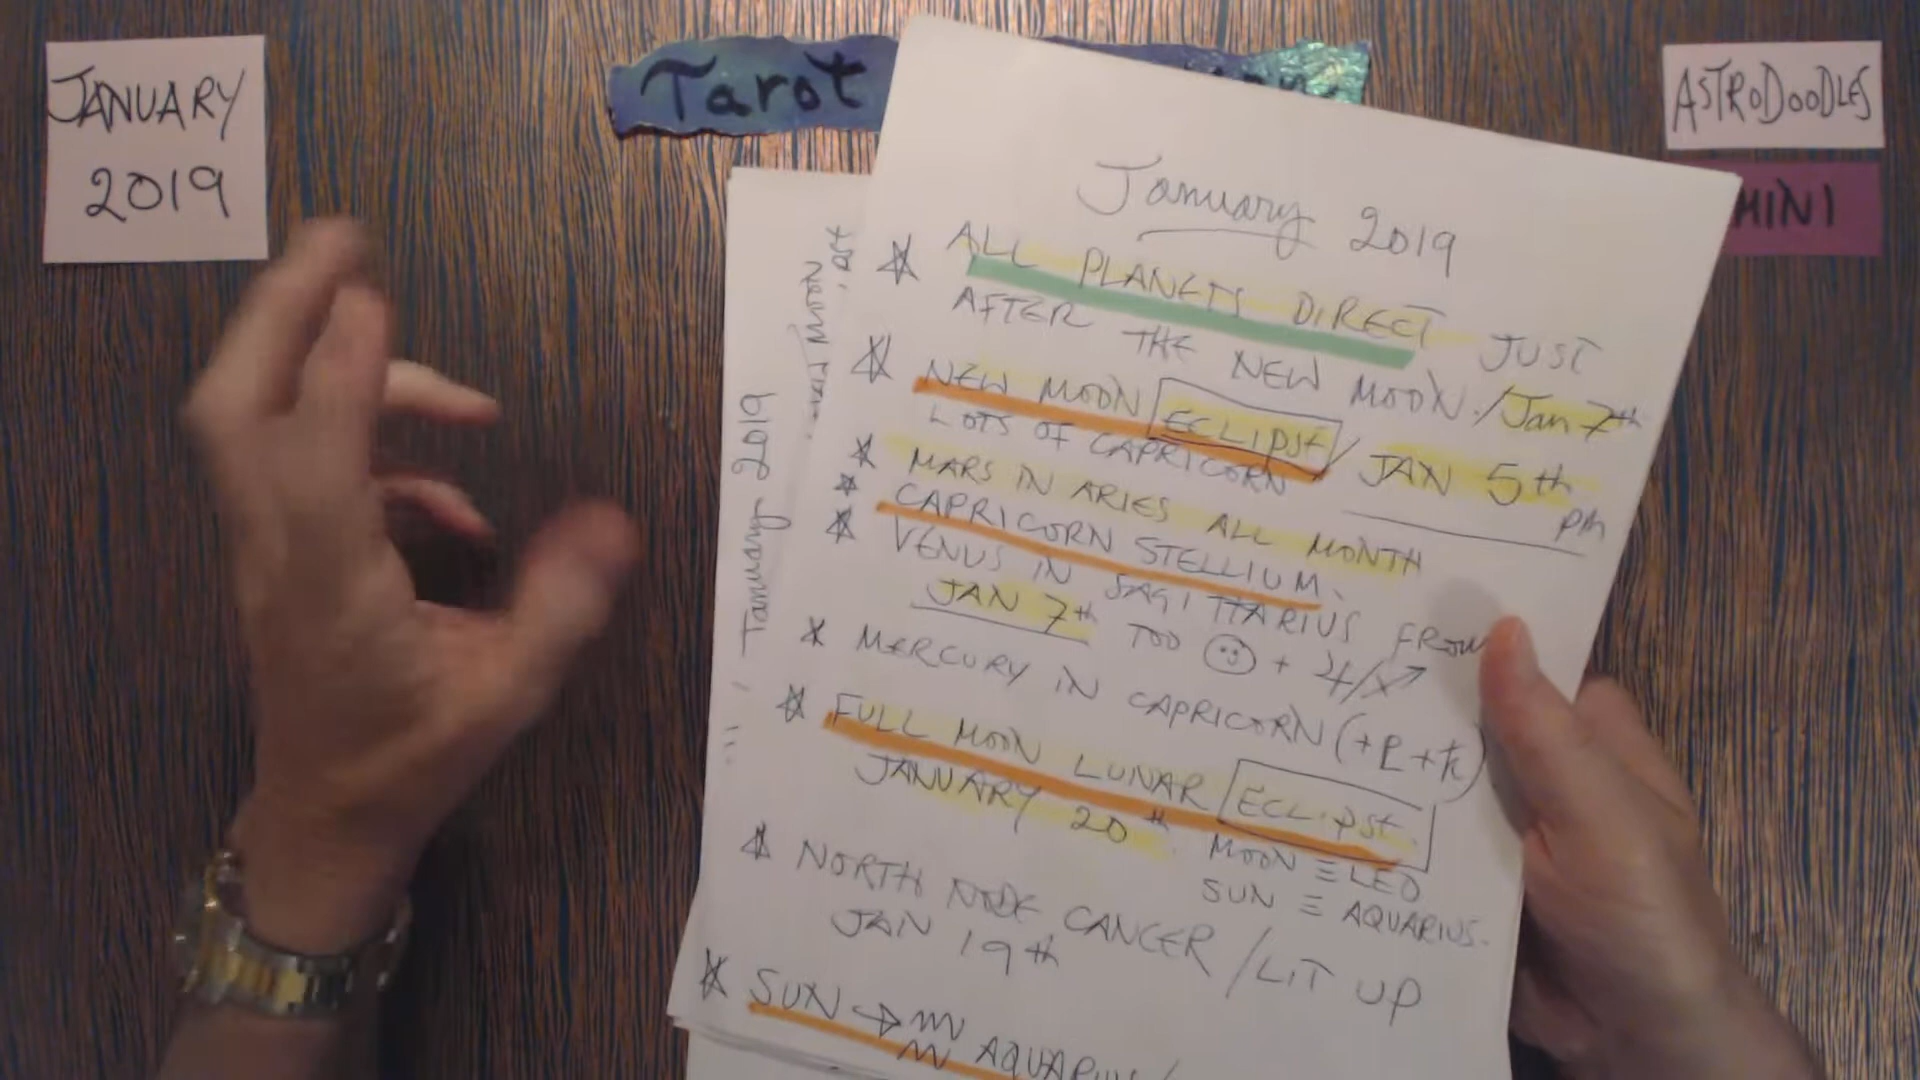 JANUARY
2019
Tarot
ASTRODOODLES
MINI
January 2019
January 2019
ALL PLANETS DIRECT JUST
AFTER THE NEW MOON. / Jan 7th
NEW MOON ECLIPSE / JAN 5th
pm
LOTS OF CAPRICORN
MARS IN ARIES ALL MONTH
CAPRICORN STELLIUM.
VENUS IN SAGITTARIUS FROM
JAN 7th TOO ☺ + ♃/♐
MERCURY IN CAPRICORN (+♇+♄)
FULL MOON LUNAR ECLIPSE
JANUARY 20th MOON ≡ LEO
SUN ≡ AQUARIUS.
NORTH NODE CANCER / LIT UP
JAN 19th
SUN → ♒ AQUARIUS/